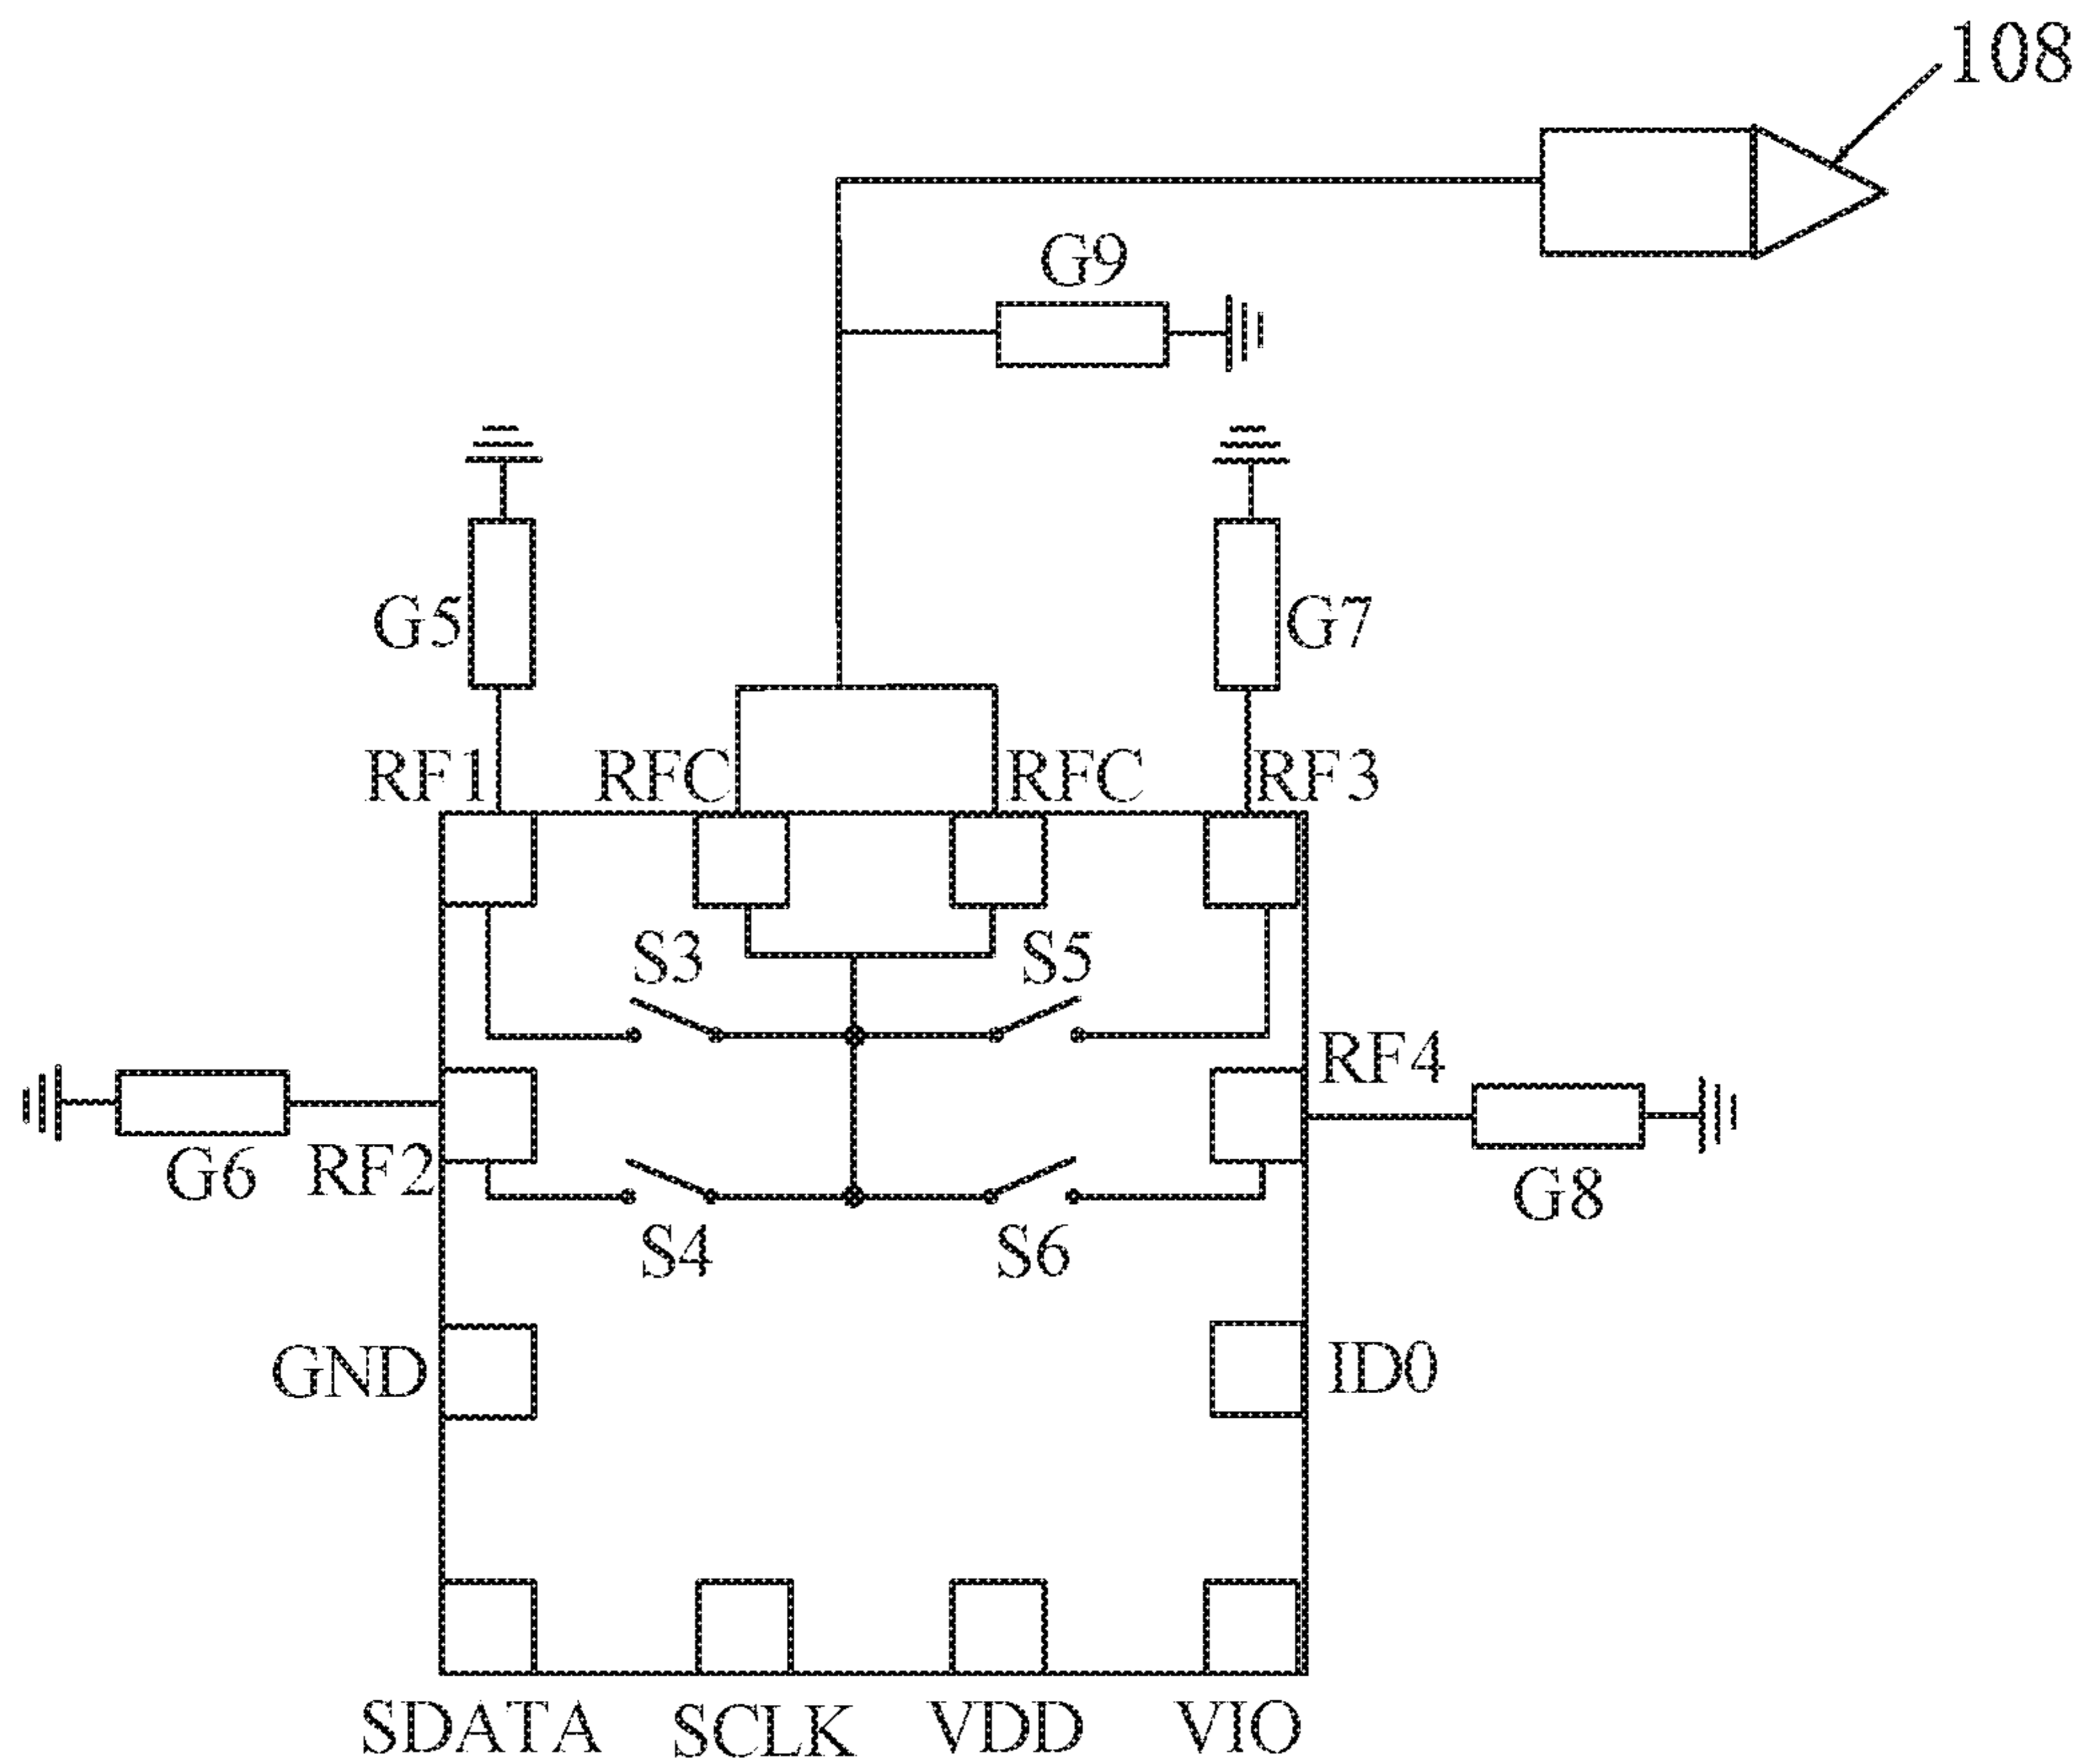 108
G9
G5
G7
RF1
RFC
RFC
RF3
S3
S5
RF4
G6
RF2
G8
S4
S6
GND
ID0
SDATA
SCLK
VDD
VIO